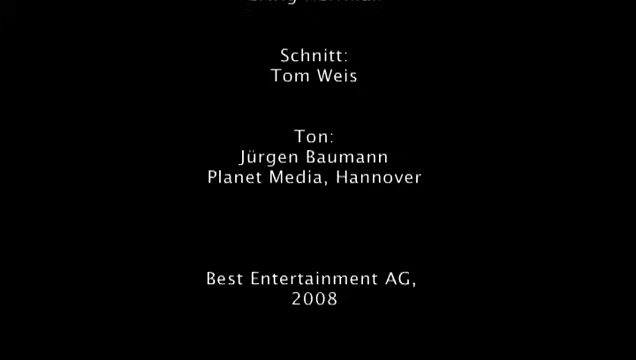 Schnitt:
Tom Weis
Ton:
Jürgen Baumann
Planet Media, Hannover
Best Entertainment AG,
2008